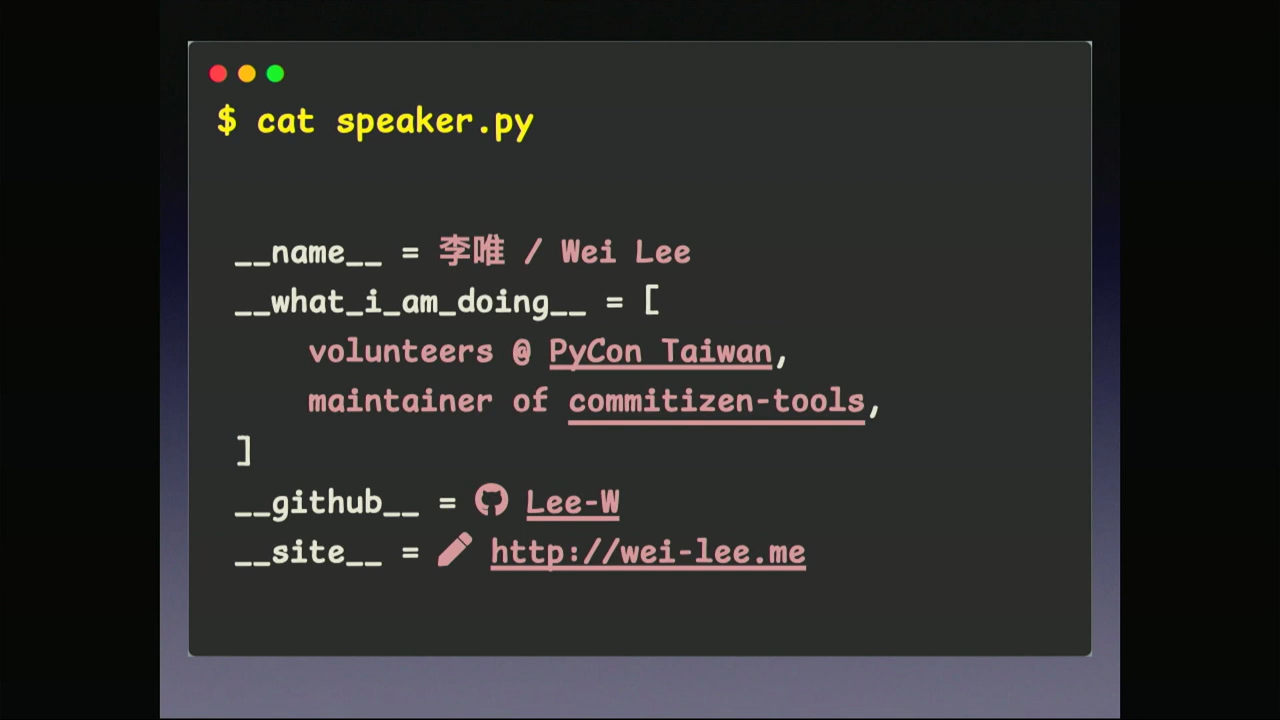 $ cat speaker.py
__name__ = 李唯 / Wei Lee
__what_i_am_doing__ = [
volunteers @ PyCon Taiwan,
maintainer of commitizen-tools,
]
__github__ = Lee-W
__site__ = http://wei-lee.me